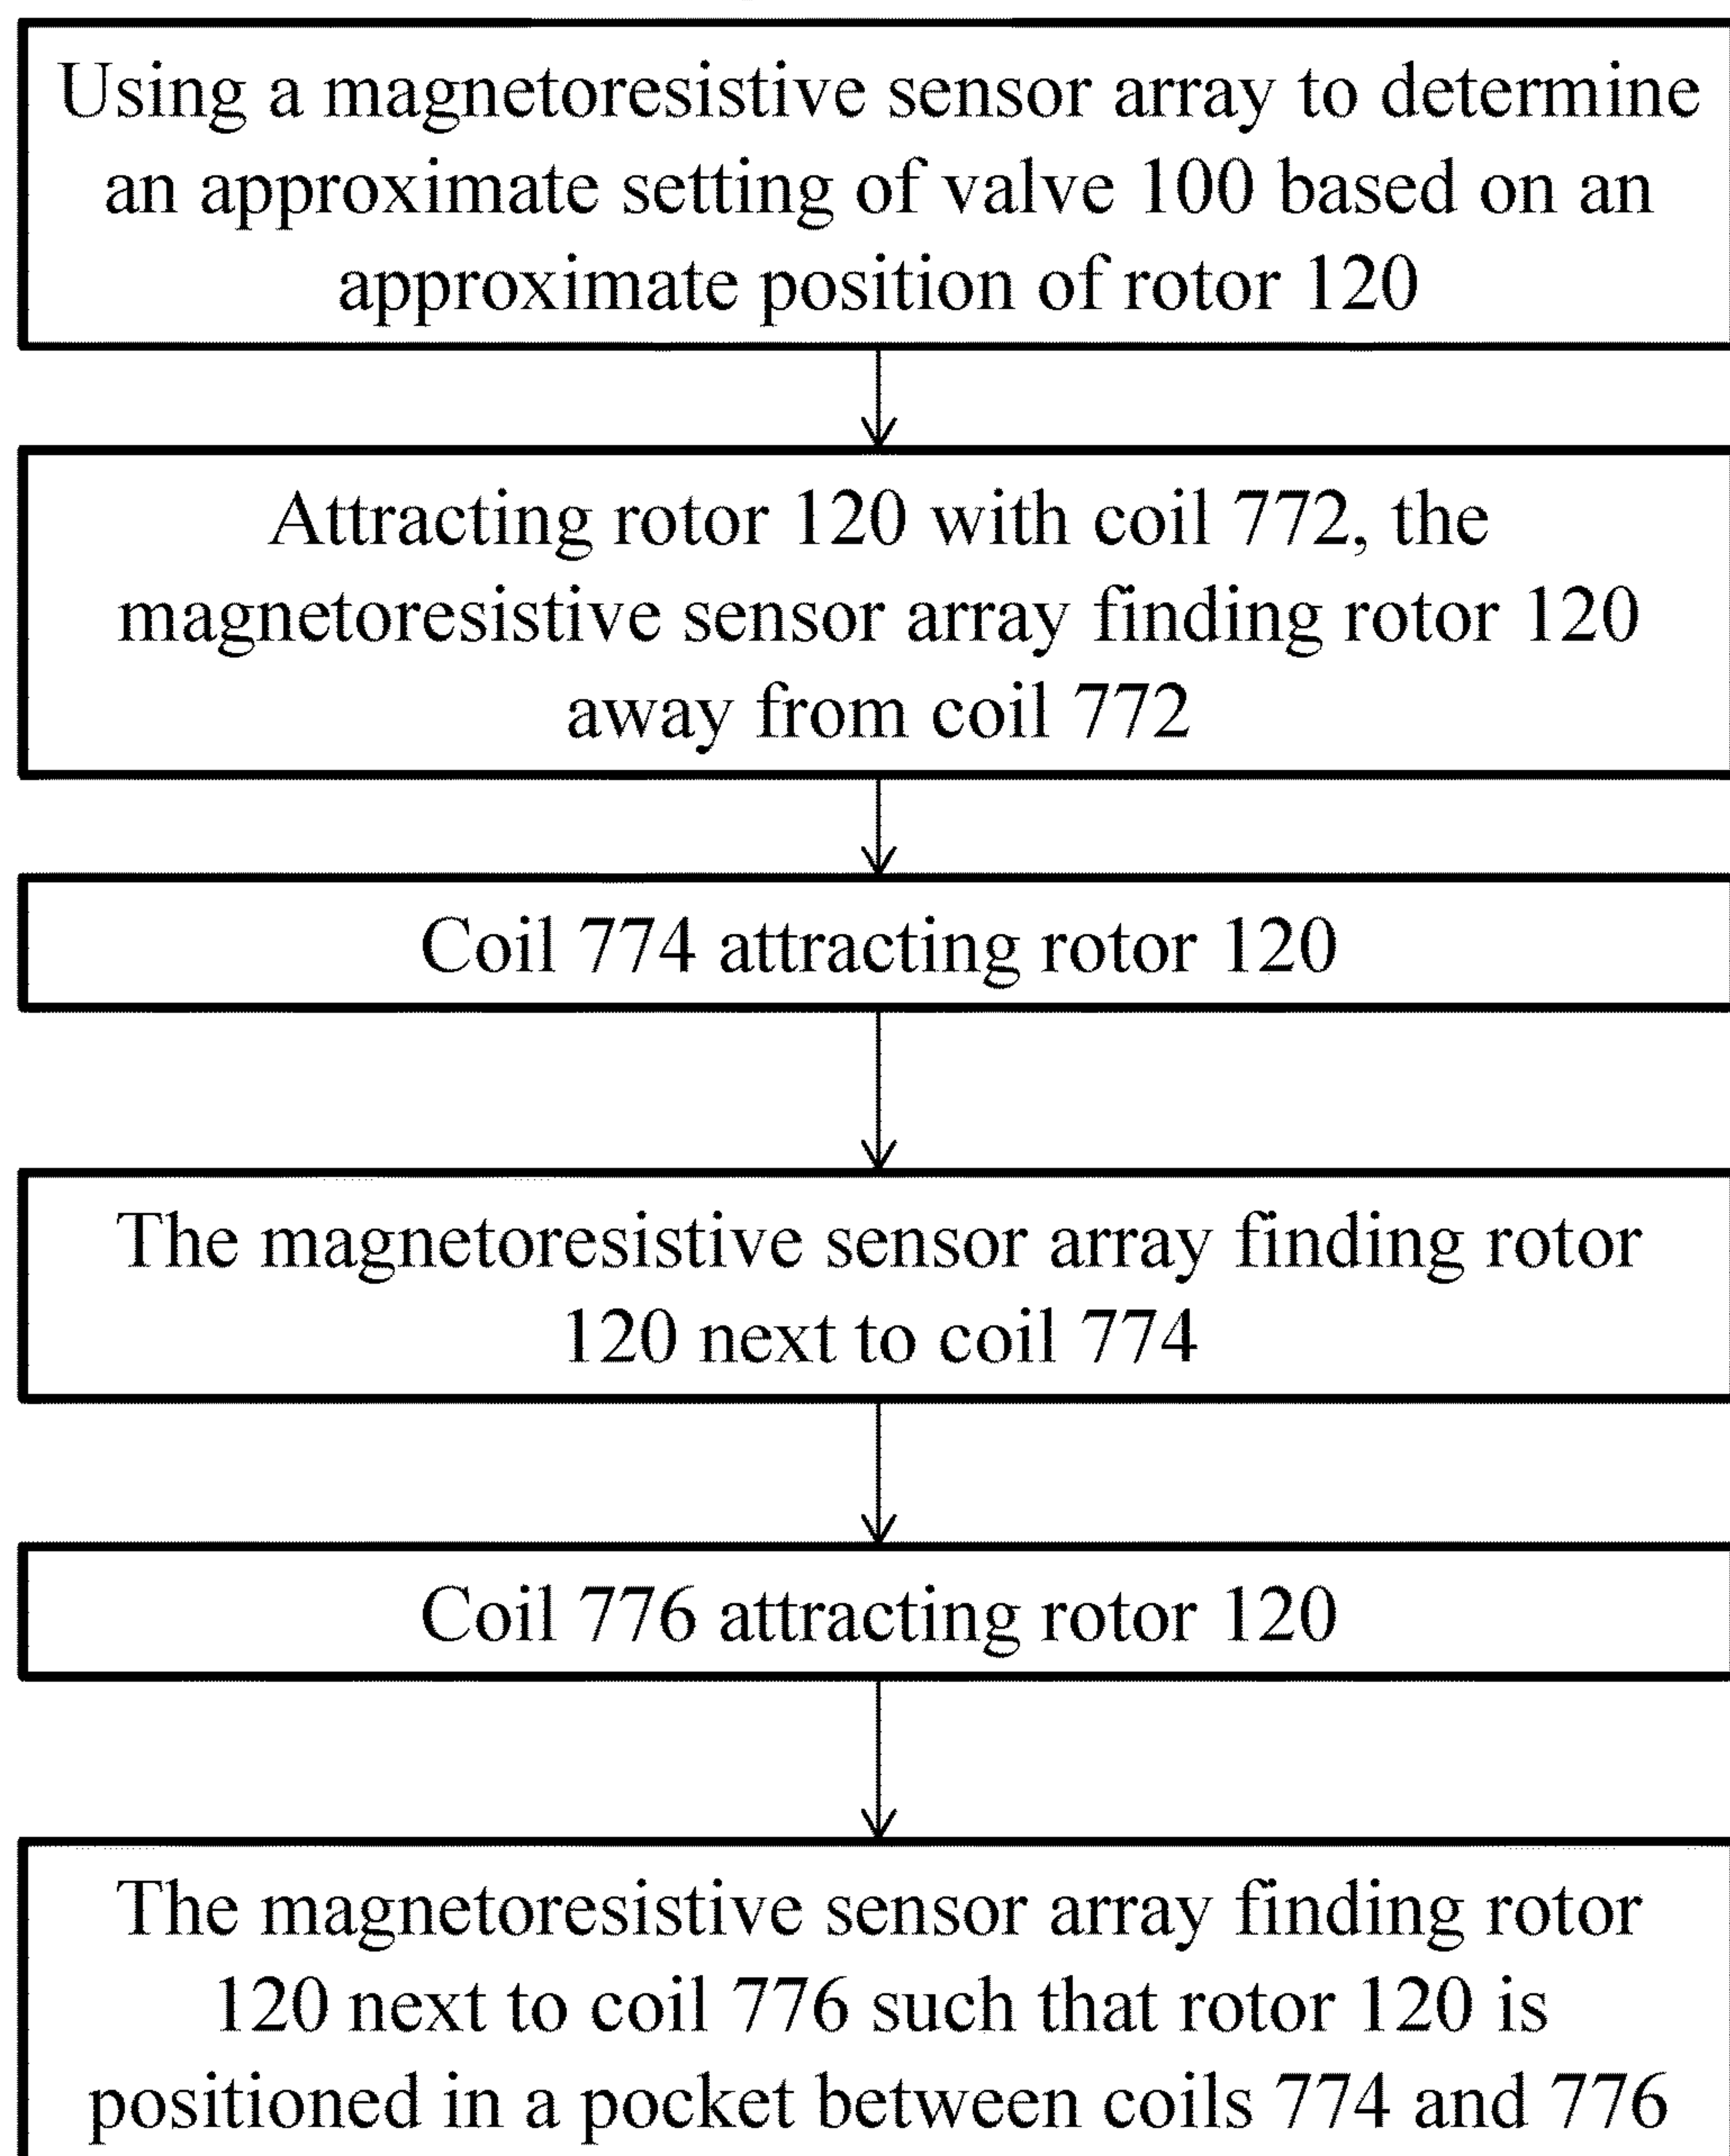 Using a magnetoresistive sensor array to determine
an approximate setting of valve 100 based on an
approximate position of rotor 120
Attracting rotor 120 with coil 772, the
magnetoresistive sensor array finding rotor 120
away from coil 772
Coil 774 attracting rotor 120
The magnetoresistive sensor array finding rotor
120 next to coil 774
Coil 776 attracting rotor 120
The magnetoresistive sensor array finding rotor
120 next to coil 776 such that rotor 120 is
positioned in a pocket between coils 774 and 776